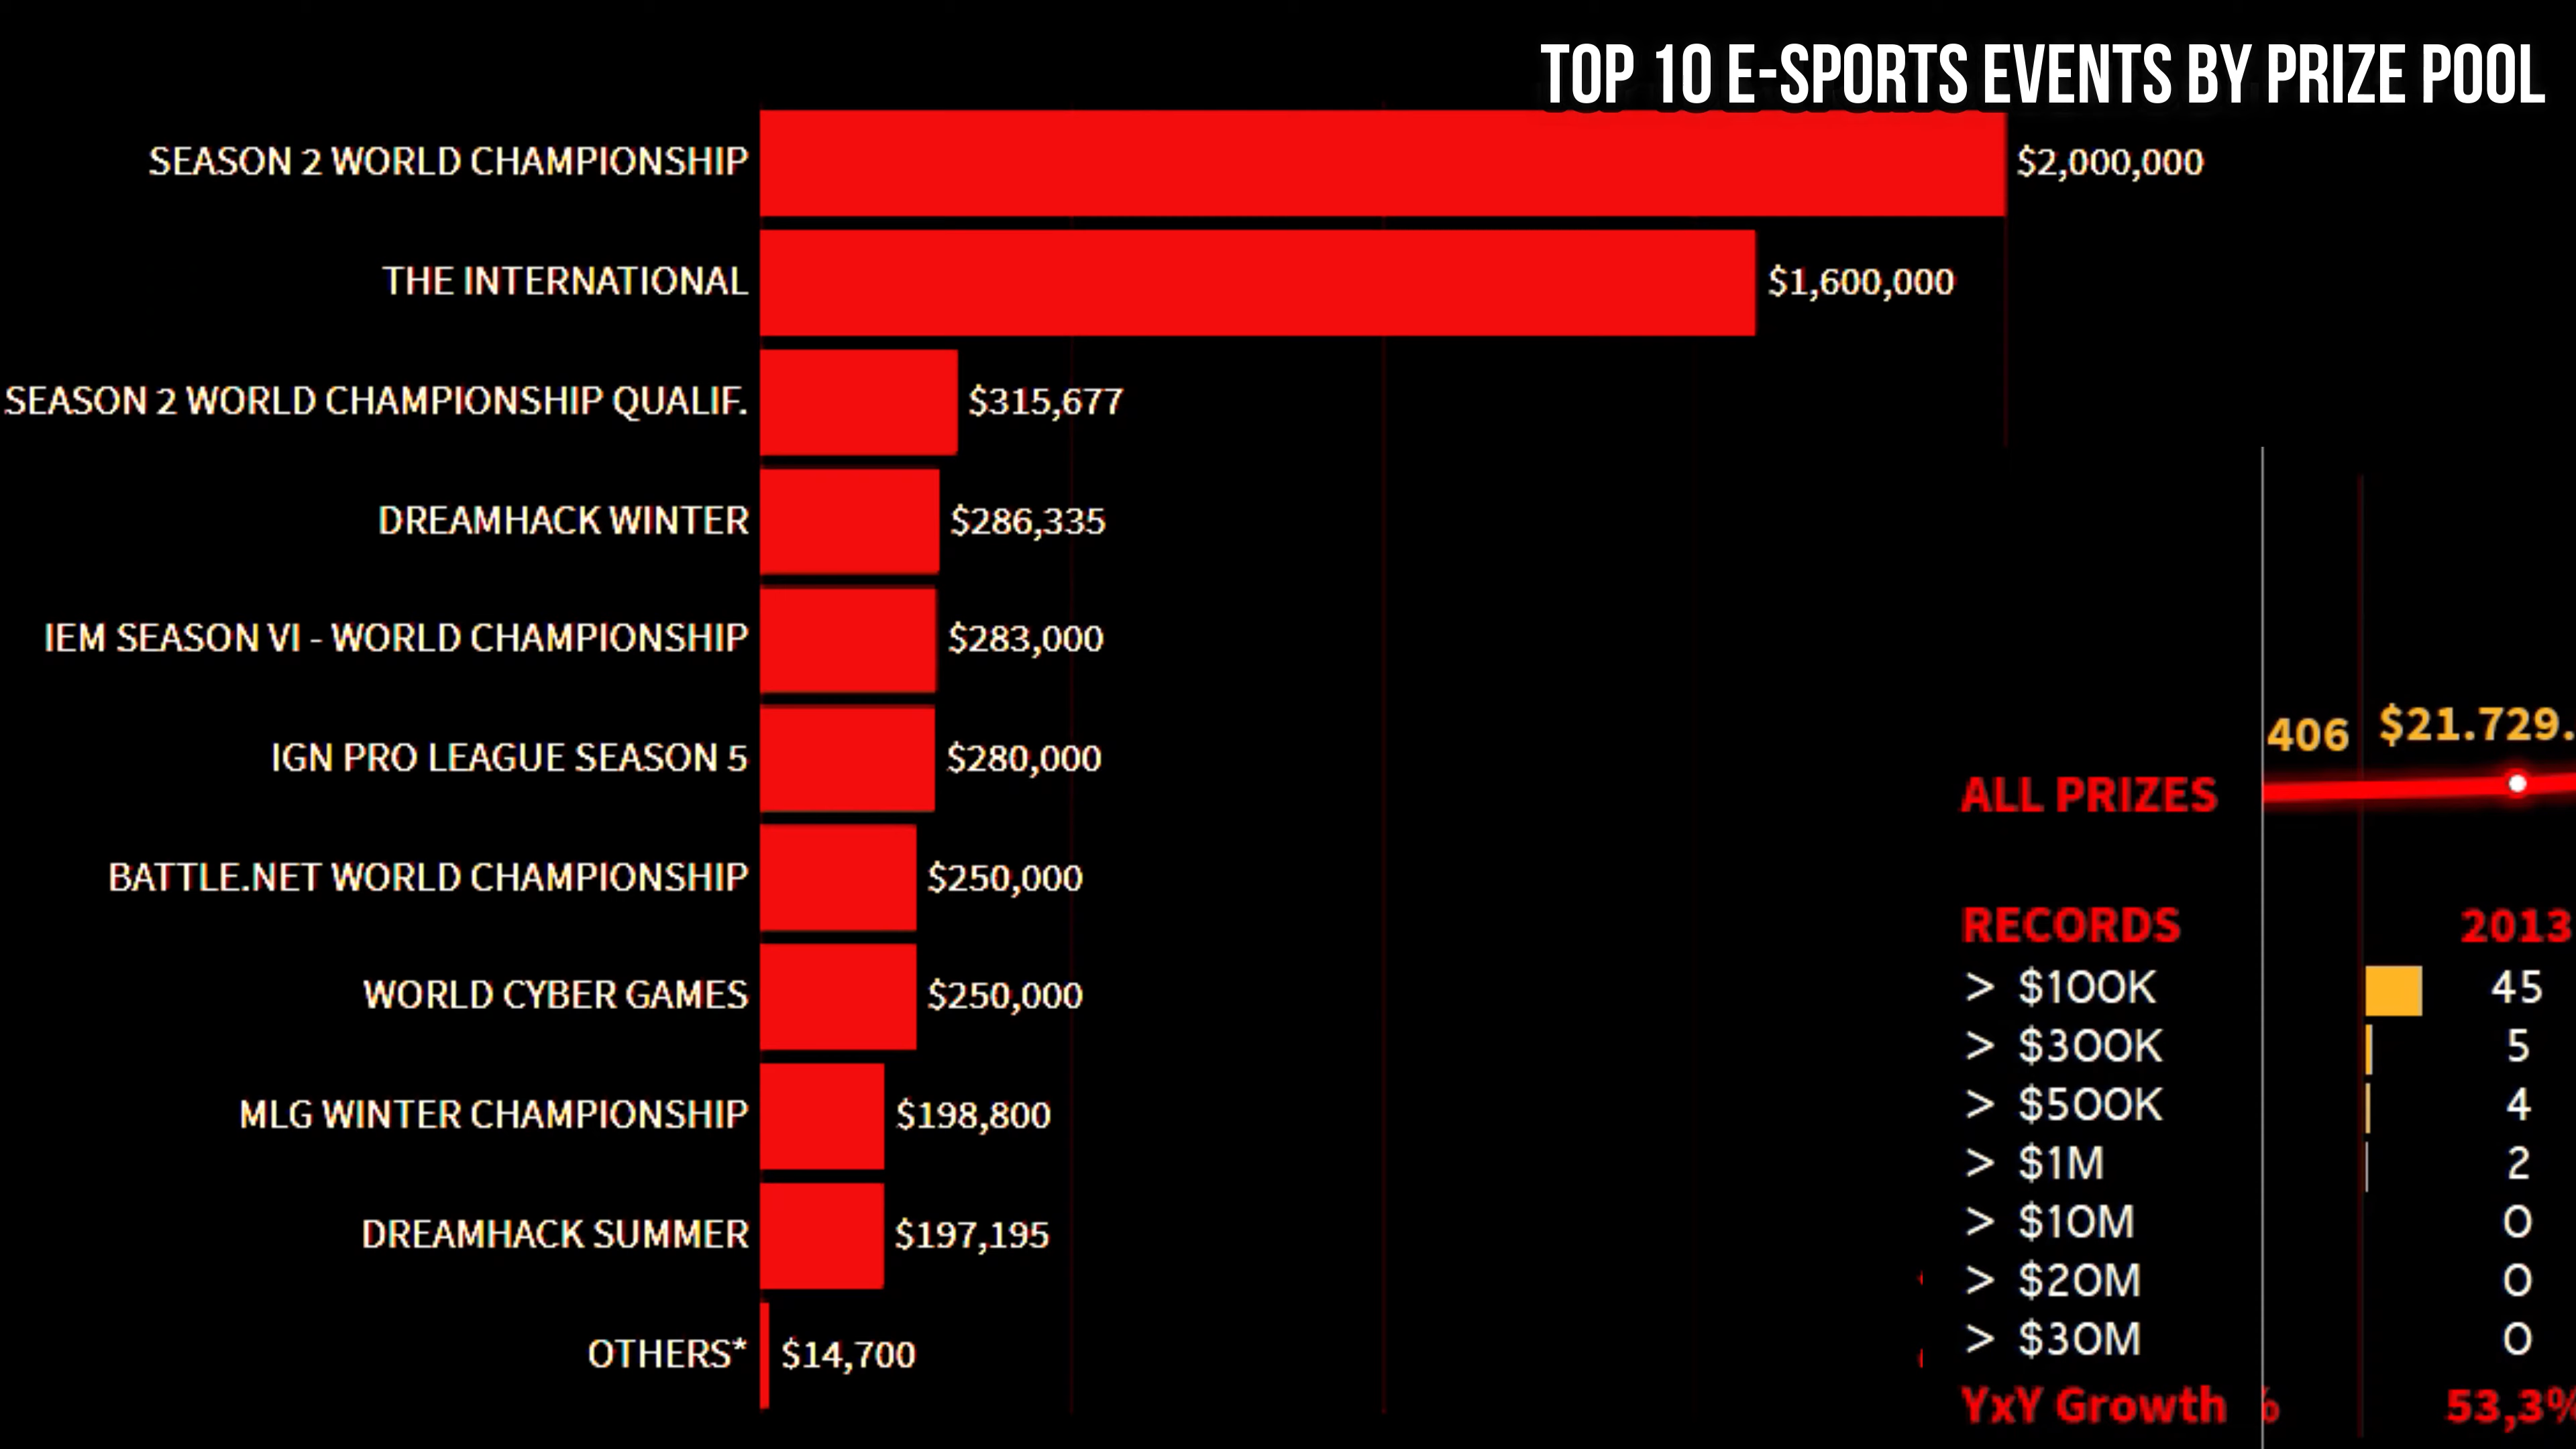 TOP 10 E-SPORTS EVENTS BY PRIZE POOL
SEASON 2 WORLD CHAMPIONSHIP $2,000,000
THE INTERNATIONAL $1,600,000
SEASON 2 WORLD CHAMPIONSHIP QUALIF. $315,677
DREAMHACK WINTER $286,335
IEM SEASON VI - WORLD CHAMPIONSHIP $283,000
IGN PRO LEAGUE SEASON 5 $280,000
BATTLE.NET WORLD CHAMPIONSHIP $250,000
WORLD CYBER GAMES $250,000
MLG WINTER CHAMPIONSHIP $198,800
DREAMHACK SUMMER $197,195
OTHERS* $14,700
406 $21.729.
ALL PRIZES
RECORDS 2013
> $100K 45
> $300K 5
> $500K 4
> $1M 2
> $10M 0
> $20M 0
> $30M 0
YxY Growth % 53,3%